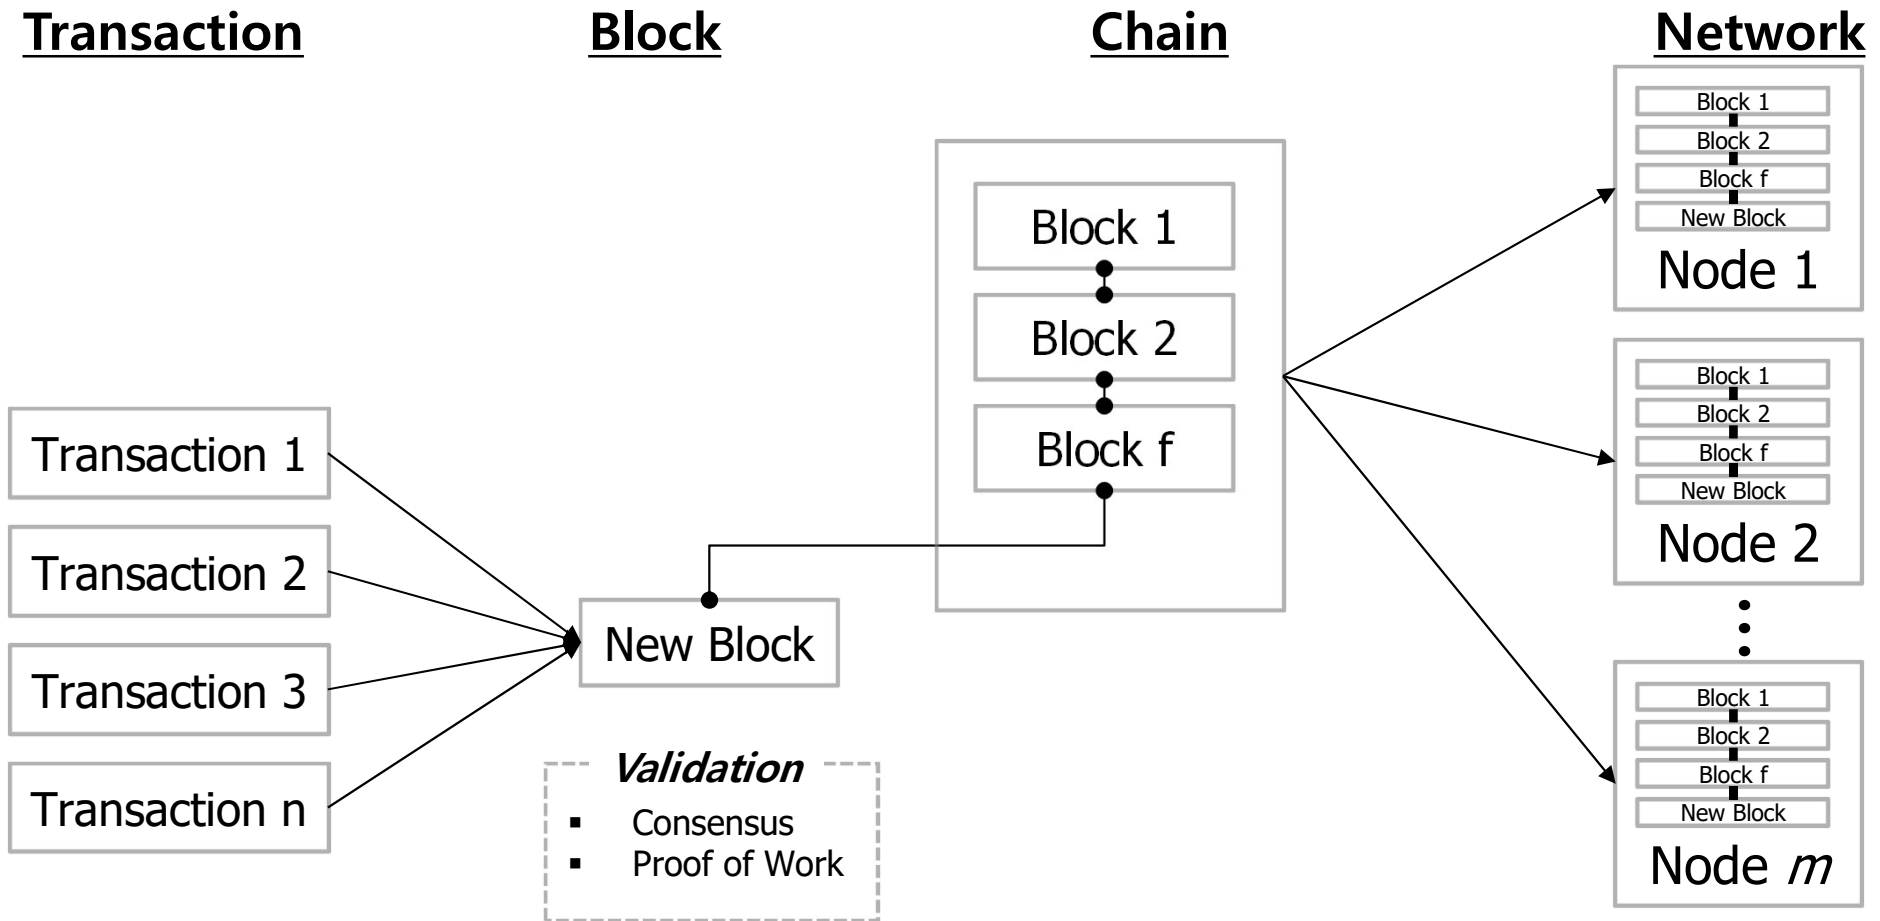 Transaction
Block
Chain
Network
Transaction 1
Transaction 2
Transaction 3
Transaction n
New Block
Validation
▪ Consensus
▪ Proof of Work
Block 1
Block 2
Block f
Block 1
Block 2
Block f
New Block
Node 1
Block 1
Block 2
Block f
New Block
Node 2
Block 1
Block 2
Block f
New Block
Node m